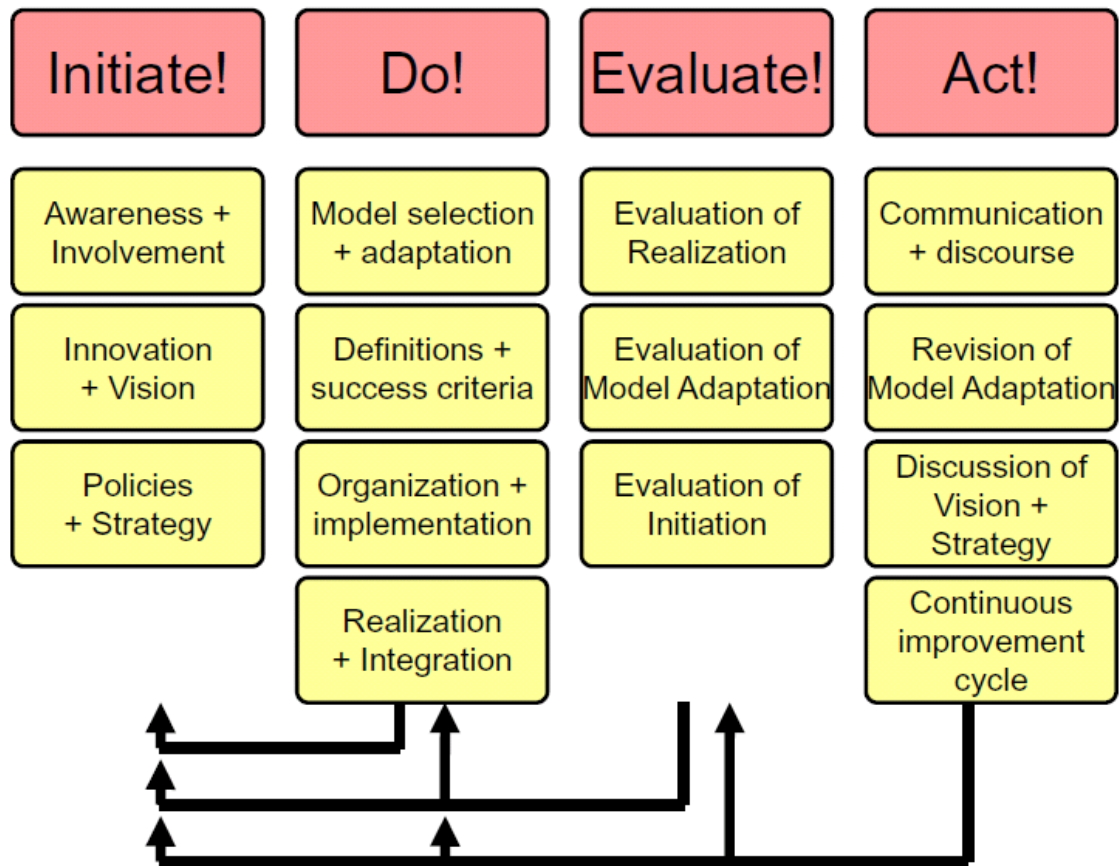 Initiate!
Do!
Evaluate!
Act!
Awareness +
Involvement
Model selection
+ adaptation
Evaluation of
Realization
Communication
+ discourse
Innovation
+ Vision
Definitions +
success criteria
Evaluation of
Model Adaptation
Revision of
Model Adaptation
Policies
+ Strategy
Organization +
implementation
Evaluation of
Initiation
Discussion of
Vision +
Strategy
Realization
+ Integration
Continuous
improvement
cycle